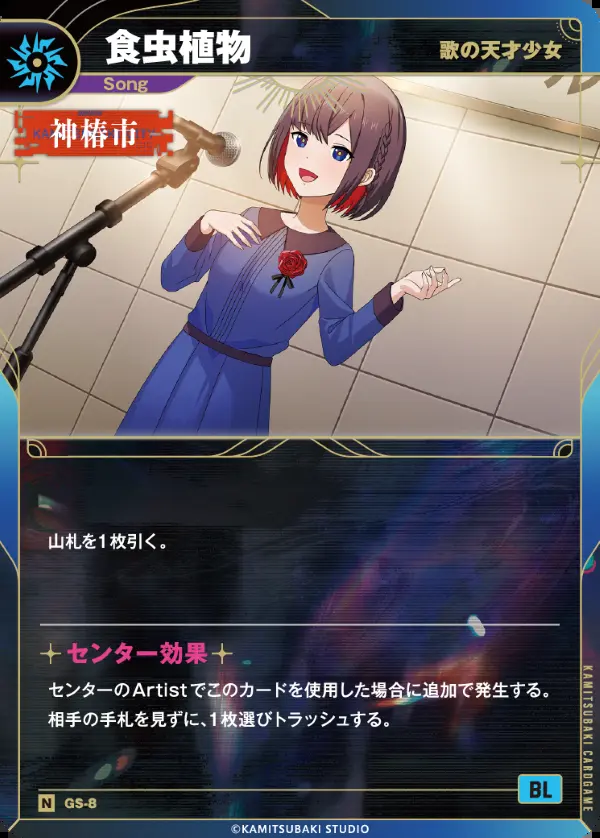 食虫植物
歌の天才少女
Song
神椿市
山札を1枚引く。
センター効果
センターのArtistでこのカードを使用した場合に追加で発生する。
相手の手札を見ずに、1枚選びトラッシュする。
KAMITSUBAKI CARDGAME
BL
N GS-8
©KAMITSUBAKI STUDIO